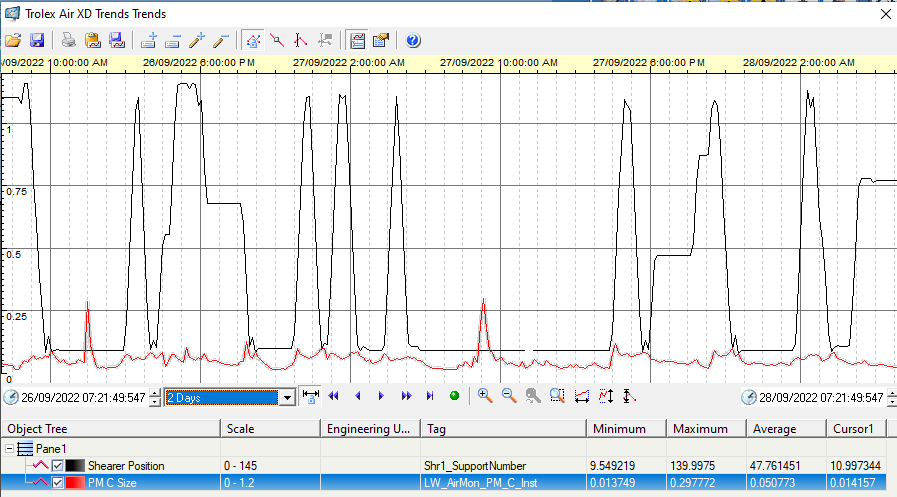 Trolex Air XD Trends Trends
/09/2022 10:00:00 AM 26/09/2022 6:00:00 PM 27/09/2022 2:00:00 AM 27/09/2022 10:00:00 AM 27/09/2022 6:00:00 PM 28/09/2022 2:00:00 AM
1
0.75
0.5
0.25
0
26/09/2022 07:21:49:547 2 Days 28/09/2022 07:21:49:547
Object Tree Scale Engineering U... Tag Minimum Maximum Average Cursor1
Pane1
Shearer Position 0 - 145 Shr1_SupportNumber 9.549219 139.9975 47.761451 10.997344
PM C Size 0 - 1.2 LW_AirMon_PM_C_Inst 0.013749 0.297772 0.050773 0.014157